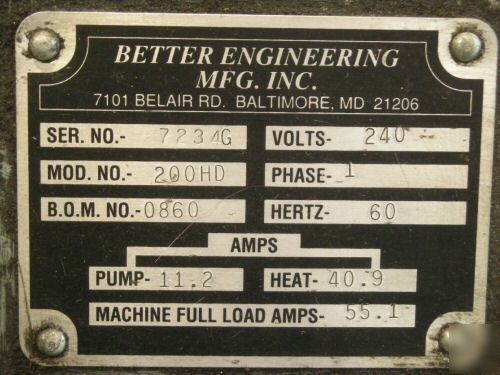 BETTER ENGINEERING
MFG. INC.
7101 BELAIR RD. BALTIMORE, MD 21206
SER. NO.- 7234G
VOLTS- 240
MOD. NO.- 200HD
PHASE- 1
B.O.M. NO.- 0860
HERTZ- 60
AMPS
PUMP- 11.2
HEAT- 40.9
MACHINE FULL LOAD AMPS- 55.1